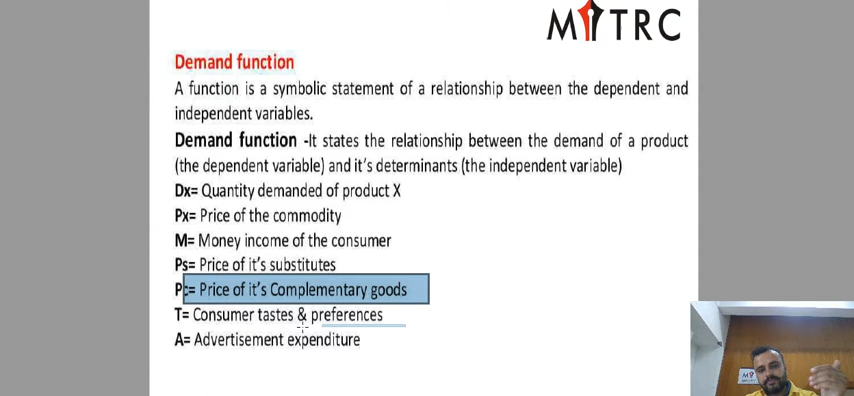 MITRC
Demand function
A function is a symbolic statement of a relationship between the dependent and
independent variables.
Demand function -It states the relationship between the demand of a product
(the dependent variable) and it's determinants (the independent variable)
Dx= Quantity demanded of product X
Px= Price of the commodity
M= Money income of the consumer
Ps= Price of it's substitutes
Pc= Price of it's Complementary goods
T= Consumer tastes & preferences
A= Advertisement expenditure